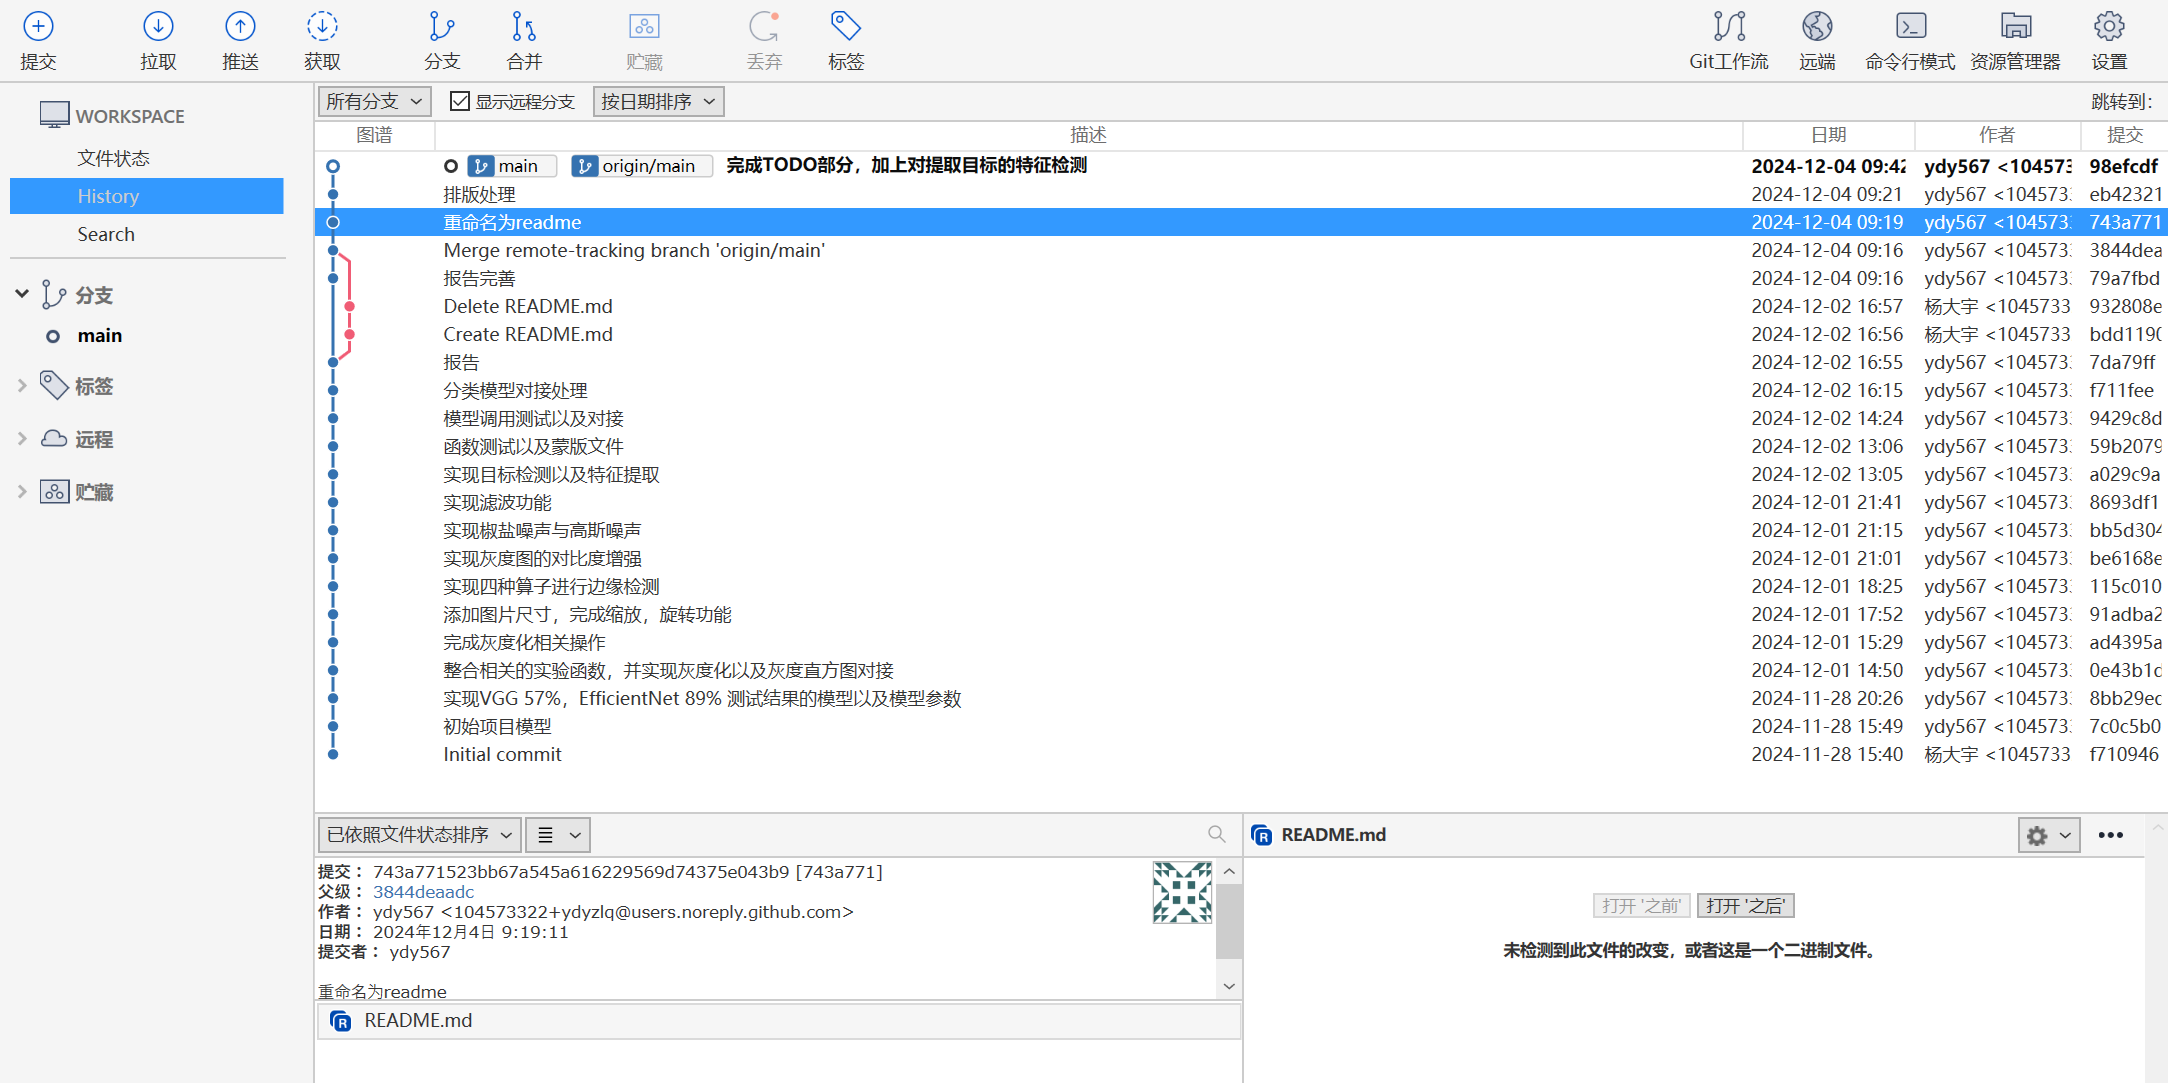 提交 拉取 推送 获取 分支 合并 贮藏 丢弃 标签 Git工作流 远端 命令行模式 资源管理器 设置
WORKSPACE
文件状态
History
Search
分支
main
标签
远程
贮藏
所有分支 显示远程分支 按日期排序 跳转到:
图谱 描述 日期 作者 提交
main origin/main 完成TODO部分，加上对提取目标的特征检测 2024-12-04 09:42 ydy567 <104573 98efcdf
排版处理 2024-12-04 09:21 ydy567 <104573 eb42321
重命名为readme 2024-12-04 09:19 ydy567 <104573 743a771
Merge remote-tracking branch 'origin/main' 2024-12-04 09:16 ydy567 <104573 3844dea
报告完善 2024-12-04 09:16 ydy567 <104573 79a7fbd
Delete README.md 2024-12-02 16:57 杨大宇 <1045733 932808e
Create README.md 2024-12-02 16:56 杨大宇 <1045733 bdd1190
报告 2024-12-02 16:55 ydy567 <104573 7da79ff
分类模型对接处理 2024-12-02 16:15 ydy567 <104573 f711fee
模型调用测试以及对接 2024-12-02 14:24 ydy567 <104573 9429c8d
函数测试以及蒙版文件 2024-12-02 13:06 ydy567 <104573 59b2079
实现目标检测以及特征提取 2024-12-02 13:05 ydy567 <104573 a029c9a
实现滤波功能 2024-12-01 21:41 ydy567 <104573 8693df1
实现椒盐噪声与高斯噪声 2024-12-01 21:15 ydy567 <104573 bb5d304
实现灰度图的对比度增强 2024-12-01 21:01 ydy567 <104573 be6168e
实现四种算子进行边缘检测 2024-12-01 18:25 ydy567 <104573 115c010
添加图片尺寸，完成缩放，旋转功能 2024-12-01 17:52 ydy567 <104573 91adba2
完成灰度化相关操作 2024-12-01 15:29 ydy567 <104573 ad4395a
整合相关的实验函数，并实现灰度化以及灰度直方图对接 2024-12-01 14:50 ydy567 <104573 0e43b1d
实现VGG 57%，EfficientNet 89% 测试结果的模型以及模型参数 2024-11-28 20:26 ydy567 <104573 8bb29ec
初始项目模型 2024-11-28 15:49 ydy567 <104573 7c0c5b0
Initial commit 2024-11-28 15:40 杨大宇 <1045733 f710946
已依照文件状态排序
提交： 743a771523bb67a545a616229569d74375e043b9 [743a771]
父级： 3844deaadc
作者： ydy567 <104573322+ydyzlq@users.noreply.github.com>
日期： 2024年12月4日 9:19:11
提交者： ydy567
重命名为readme
README.md
README.md
打开 '之前' 打开 '之后'
未检测到此文件的改变，或者这是一个二进制文件。